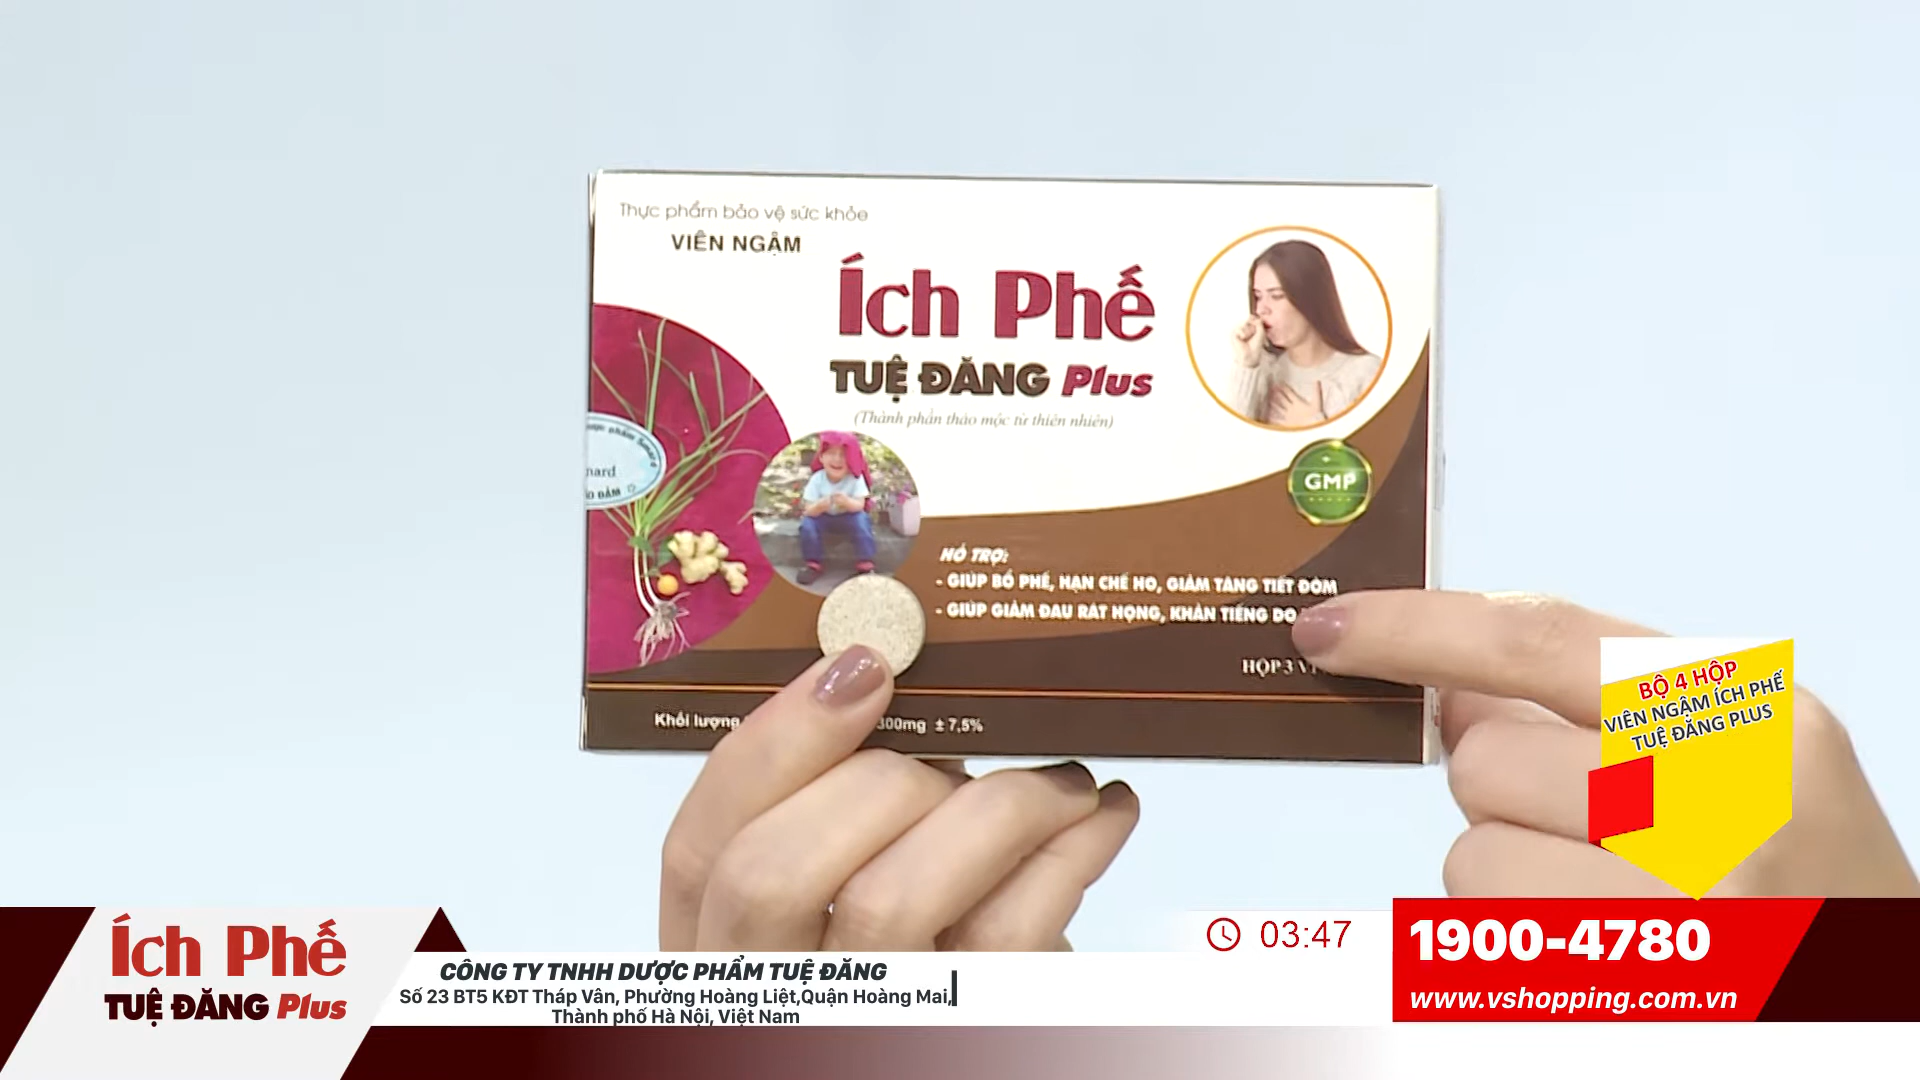 Thực phẩm bảo vệ sức khỏe
VIÊN NGẬM
Ích Phế
TUỆ ĐĂNG Plus
(Thành phần thảo mộc từ thiên nhiên)
nard
ĐẢM
GMP
HỖ TRỢ:
- GIÚP BỔ PHẾ, HẠN CHẾ HO, GIẢM TĂNG TIẾT ĐỜM
- GIÚP GIẢM ĐAU RÁT HỌNG, KHẢN TIẾNG DO
HỘP 3
Khối lượng
300mg ± 7,5%
BỘ 4 HỘP
VIÊN NGẬM ÍCH PHẾ
TUỆ ĐĂNG PLUS
Ích Phế
TUỆ ĐĂNG Plus
CÔNG TY TNHH DƯỢC PHẨM TUỆ ĐĂNG
Số 23 BT5 KĐT Tháp Vân, Phường Hoàng Liệt,Quận Hoàng Mai,
Thành phố Hà Nội, Việt Nam
03:47
1900-4780
www.vshopping.com.vn